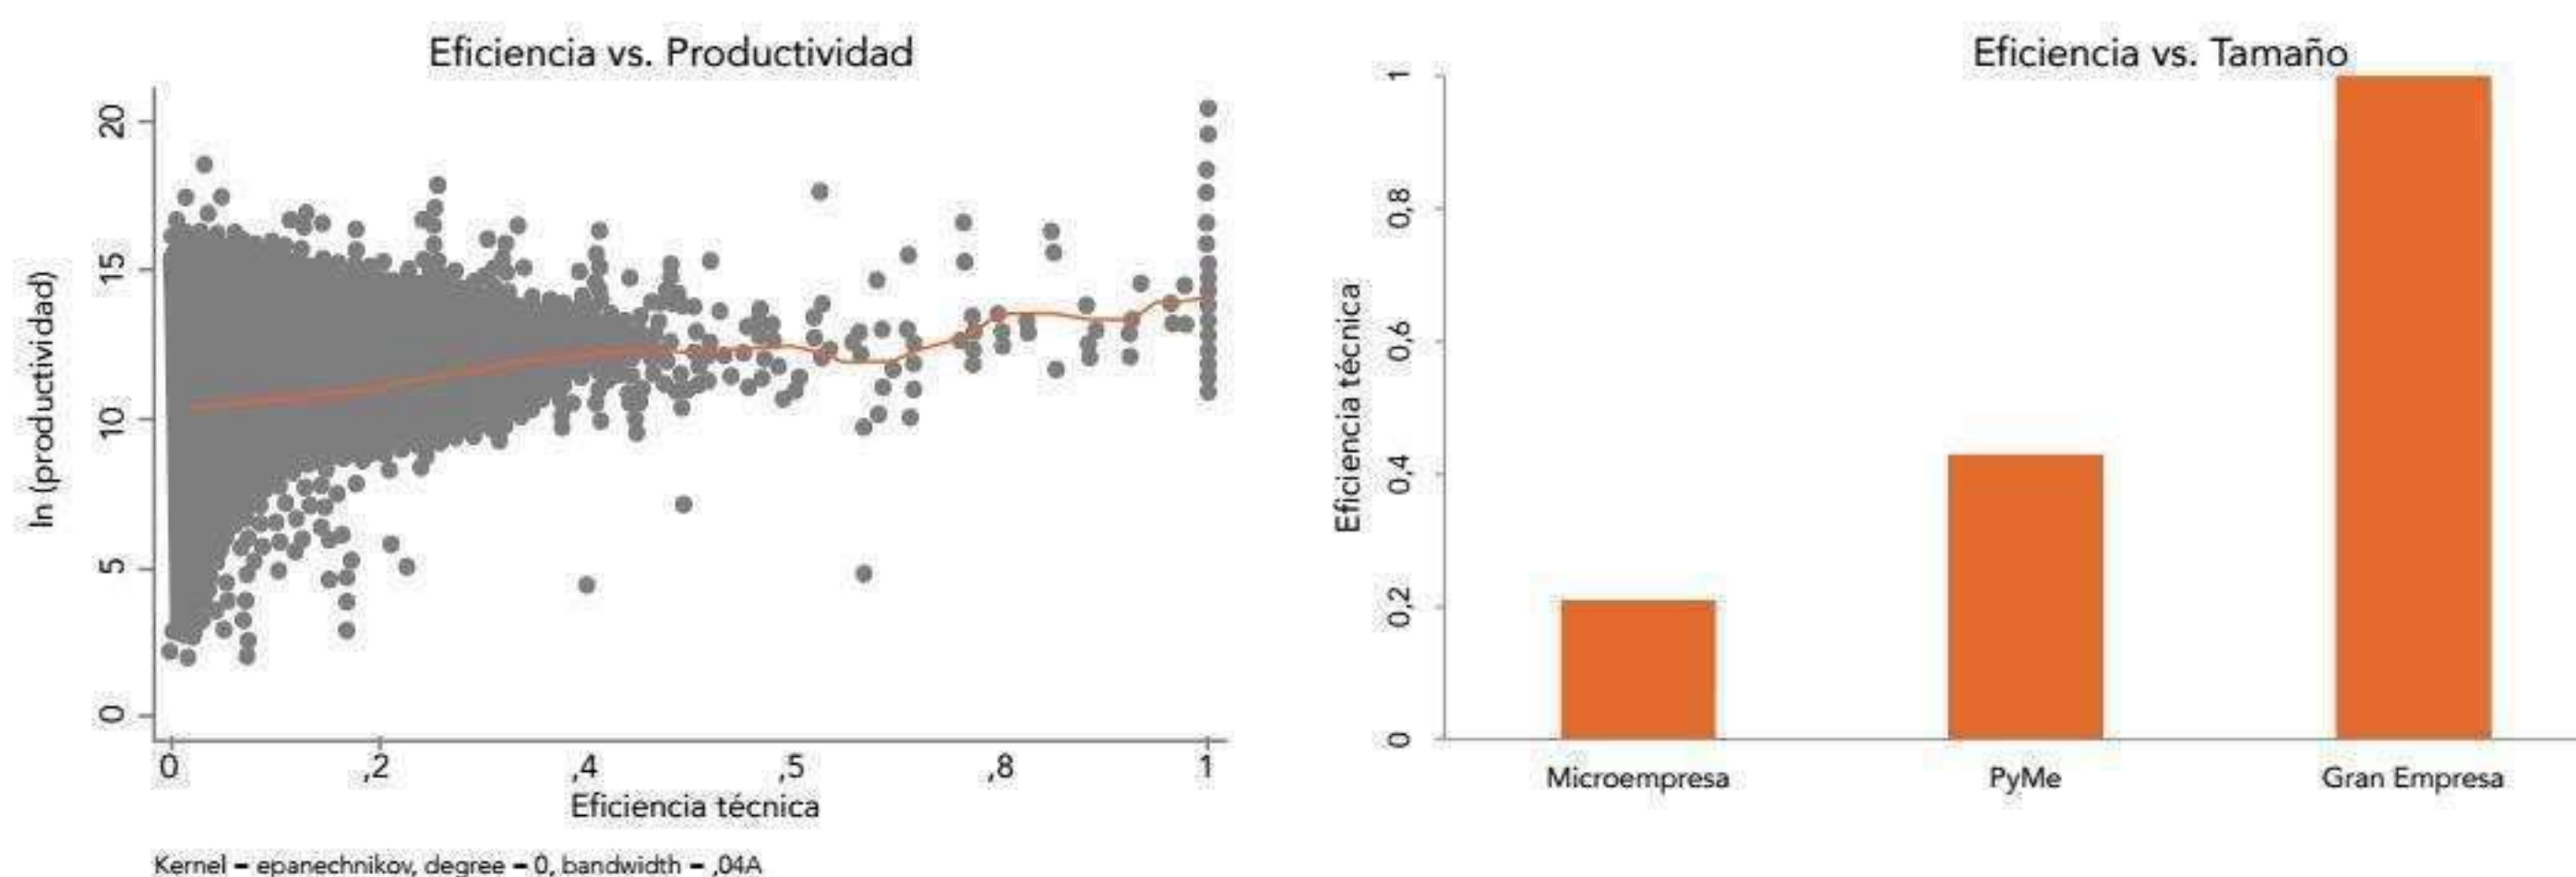 Eficiencia vs. Productividad
20
15
10
5
0
ln (productividad)
0 ,2 ,4 ,5 ,8 1
Eficiencia técnica
Kernel = epanechnikov, degree = 0, bandwidth = ,04A
Eficiencia vs. Tamaño
1
0,8
0,6
0,4
0,2
0
Eficiencia técnica
Microempresa PyMe Gran Empresa